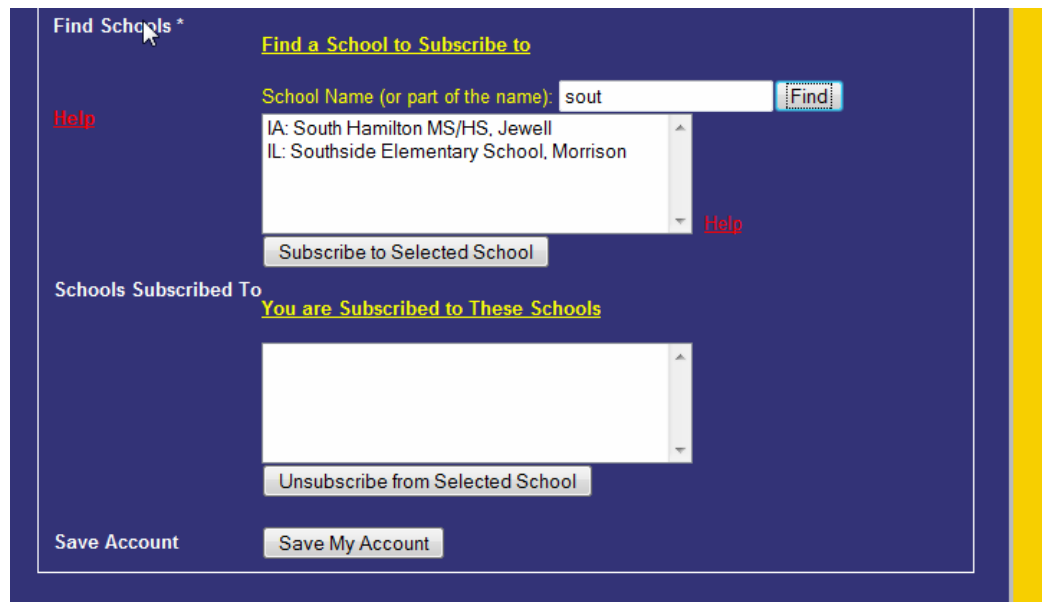 Find Schools *
Find a School to Subscribe to
School Name (or part of the name): sout Find
Help
IA: South Hamilton MS/HS, Jewell
IL: Southside Elementary School, Morrison
Help
Subscribe to Selected School
Schools Subscribed To
You are Subscribed to These Schools
Unsubscribe from Selected School
Save Account Save My Account